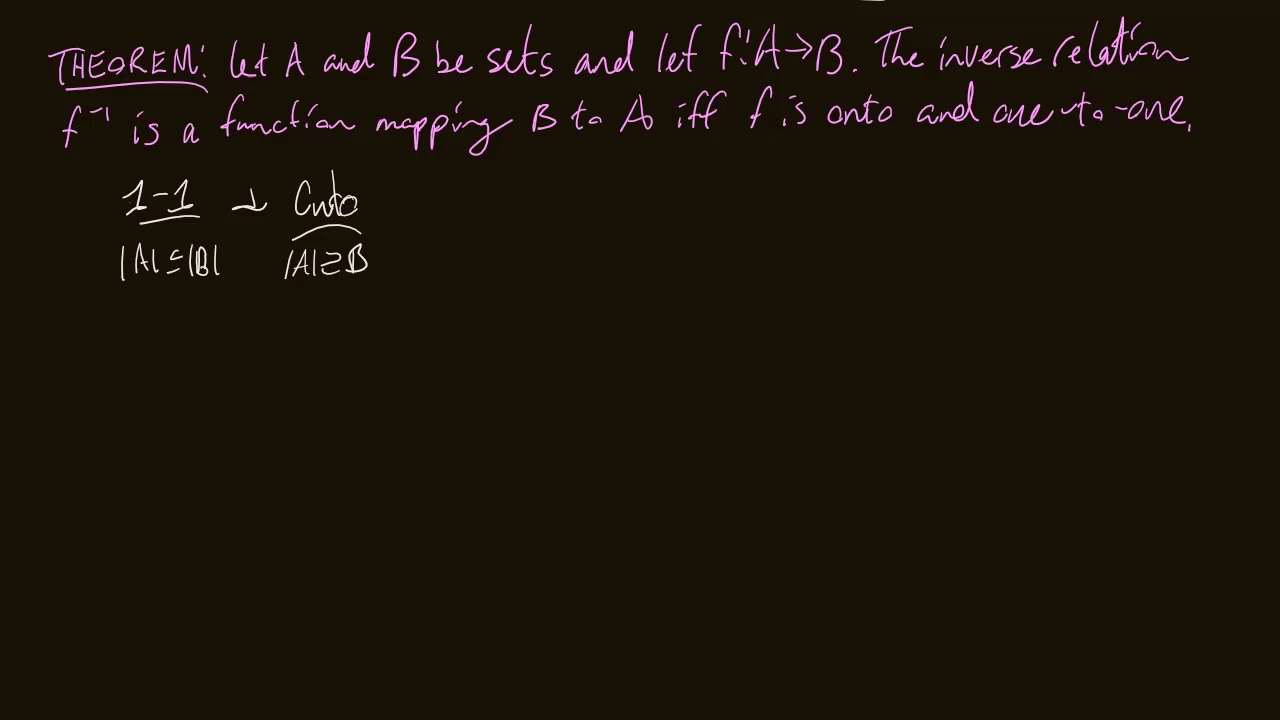 THEOREM: Let A and B be sets and let f: A→B. The inverse relation
f⁻¹ is a function mapping B to A iff f is onto and one-to-one.
1-1 → Onto
|A| ≤ |B| |A| ≥ B